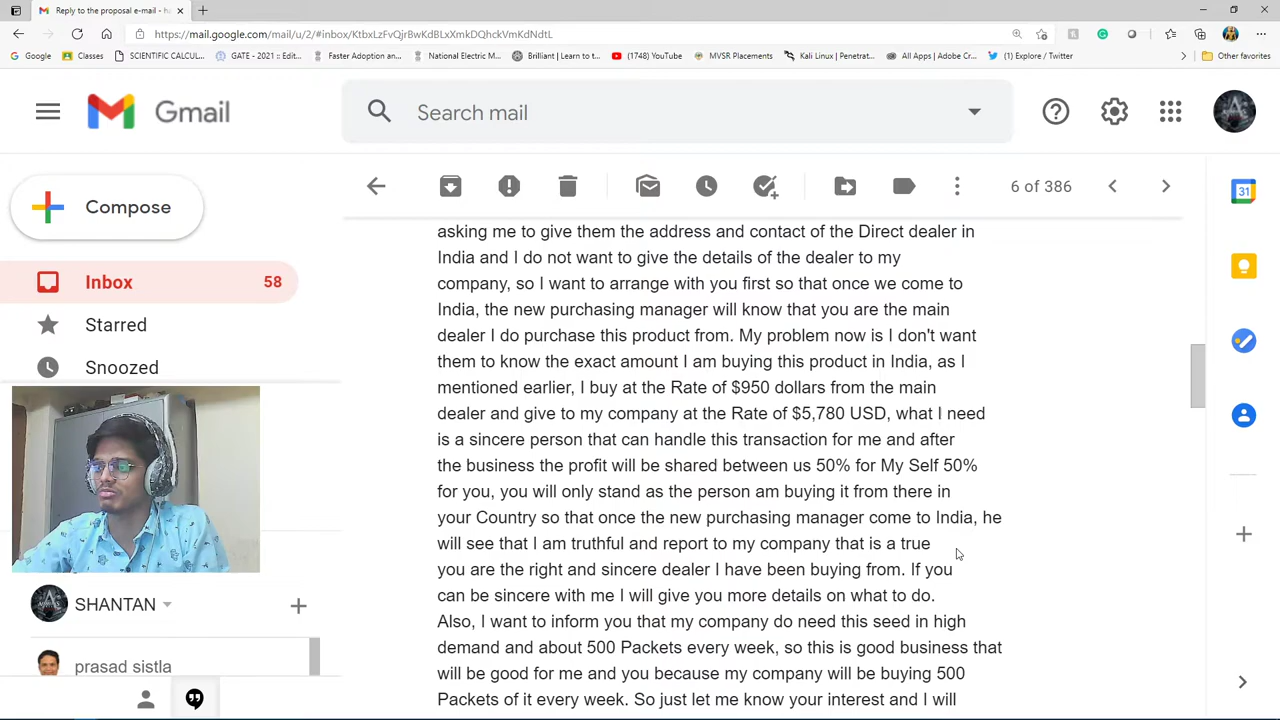 Reply to the proposal e-mail - ha
https://mail.google.com/mail/u/2/#inbox/KtbxLzFvQjrBwKdBLxXmkDQhckVmKdNdtL
Google
Classes
SCIENTIFIC CALCUL...
GATE - 2021 :: Edit...
Faster Adoption an...
National Electric M...
Brilliant | Learn to t...
(1748) YouTube
MVSR Placements
Kali Linux | Penetra...
All Apps | Adobe Cr...
(1) Explore / Twitter
Other favorites
Gmail
Search mail
Compose
6 of 386
Inbox 58
Starred
Snoozed
asking me to give them the address and contact of the Direct dealer in
India and I do not want to give the details of the dealer to my
company, so I want to arrange with you first so that once we come to
India, the new purchasing manager will know that you are the main
dealer I do purchase this product from. My problem now is I don't want
them to know the exact amount I am buying this product in India, as I
mentioned earlier, I buy at the Rate of $950 dollars from the main
dealer and give to my company at the Rate of $5,780 USD, what I need
is a sincere person that can handle this transaction for me and after
the business the profit will be shared between us 50% for My Self 50%
for you, you will only stand as the person am buying it from there in
your Country so that once the new purchasing manager come to India, he
will see that I am truthful and report to my company that is a true
you are the right and sincere dealer I have been buying from. If you
can be sincere with me I will give you more details on what to do.
Also, I want to inform you that my company do need this seed in high
demand and about 500 Packets every week, so this is good business that
will be good for me and you because my company will be buying 500
Packets of it every week. So just let me know your interest and I will
SHANTAN
prasad sistla
31